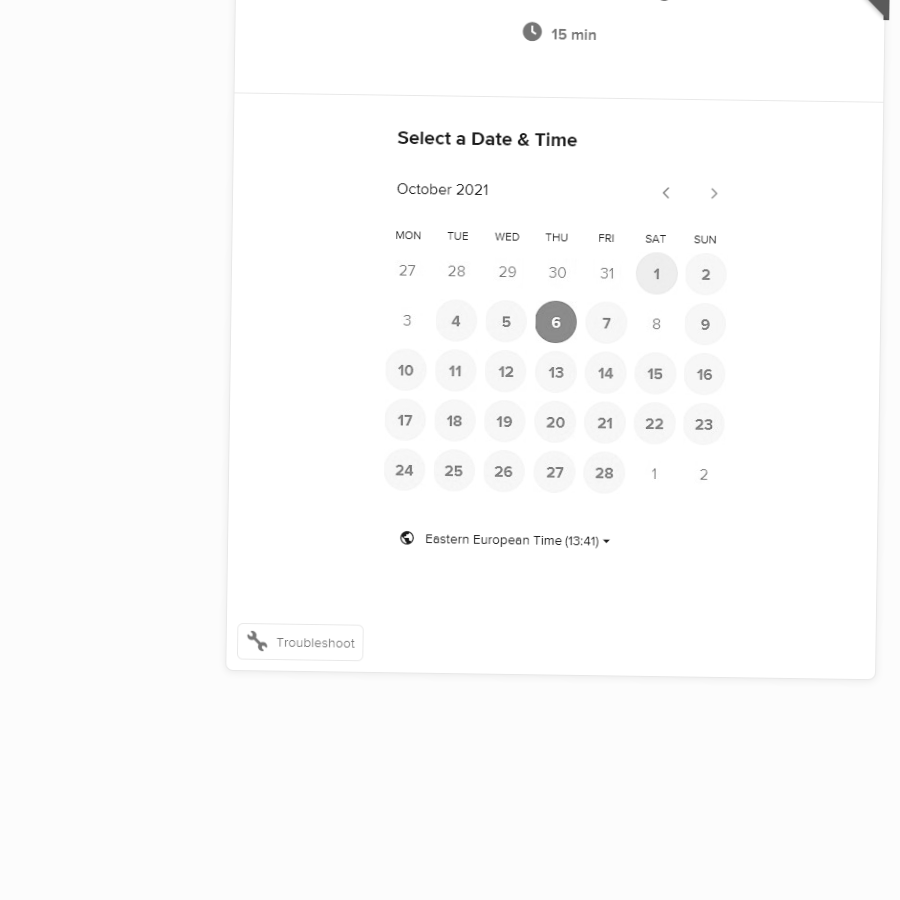 15 min
Select a Date & Time
October 2021
MON TUE WED THU FRI SAT SUN
27 28 29 30 31 1 2
3 4 5 6 7 8 9
10 11 12 13 14 15 16
17 18 19 20 21 22 23
24 25 26 27 28 1 2
Eastern European Time (13:41)
Troubleshoot